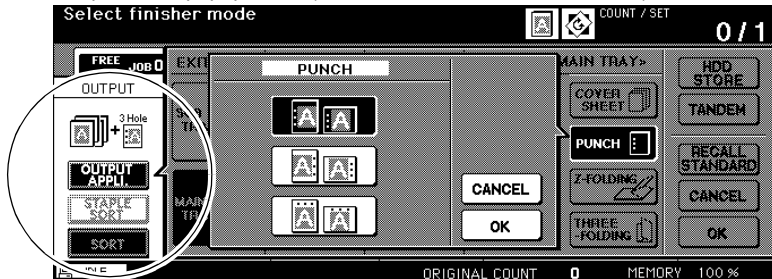 Select finisher mode
COUNT / SET
0 / 1
FREE JOB 0
OUTPUT
3 Hole
OUTPUT
APPLI.
STAPLE
SORT
SORT
EXIT
MAIN
PUNCH
CANCEL
OK
MAIN TRAY»
COVER
SHEET
PUNCH
Z-FOLDING
THREE
-FOLDING
HDD
STORE
TANDEM
RECALL
STANDARD
CANCEL
OK
ORIGINAL COUNT 0 MEMORY 100 %